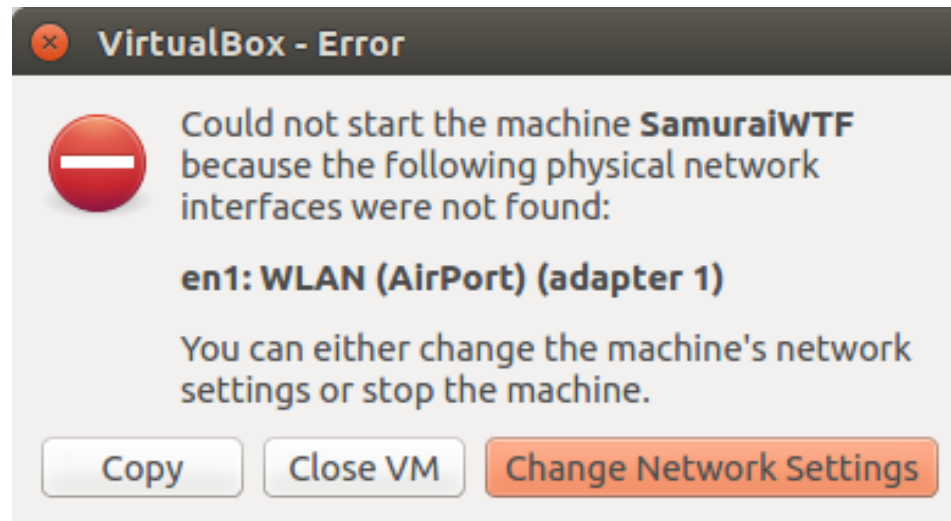 VirtualBox - Error
Could not start the machine SamuraiWTF
because the following physical network
interfaces were not found:
en1: WLAN (AirPort) (adapter 1)
You can either change the machine's network
settings or stop the machine.
Copy Close VM Change Network Settings